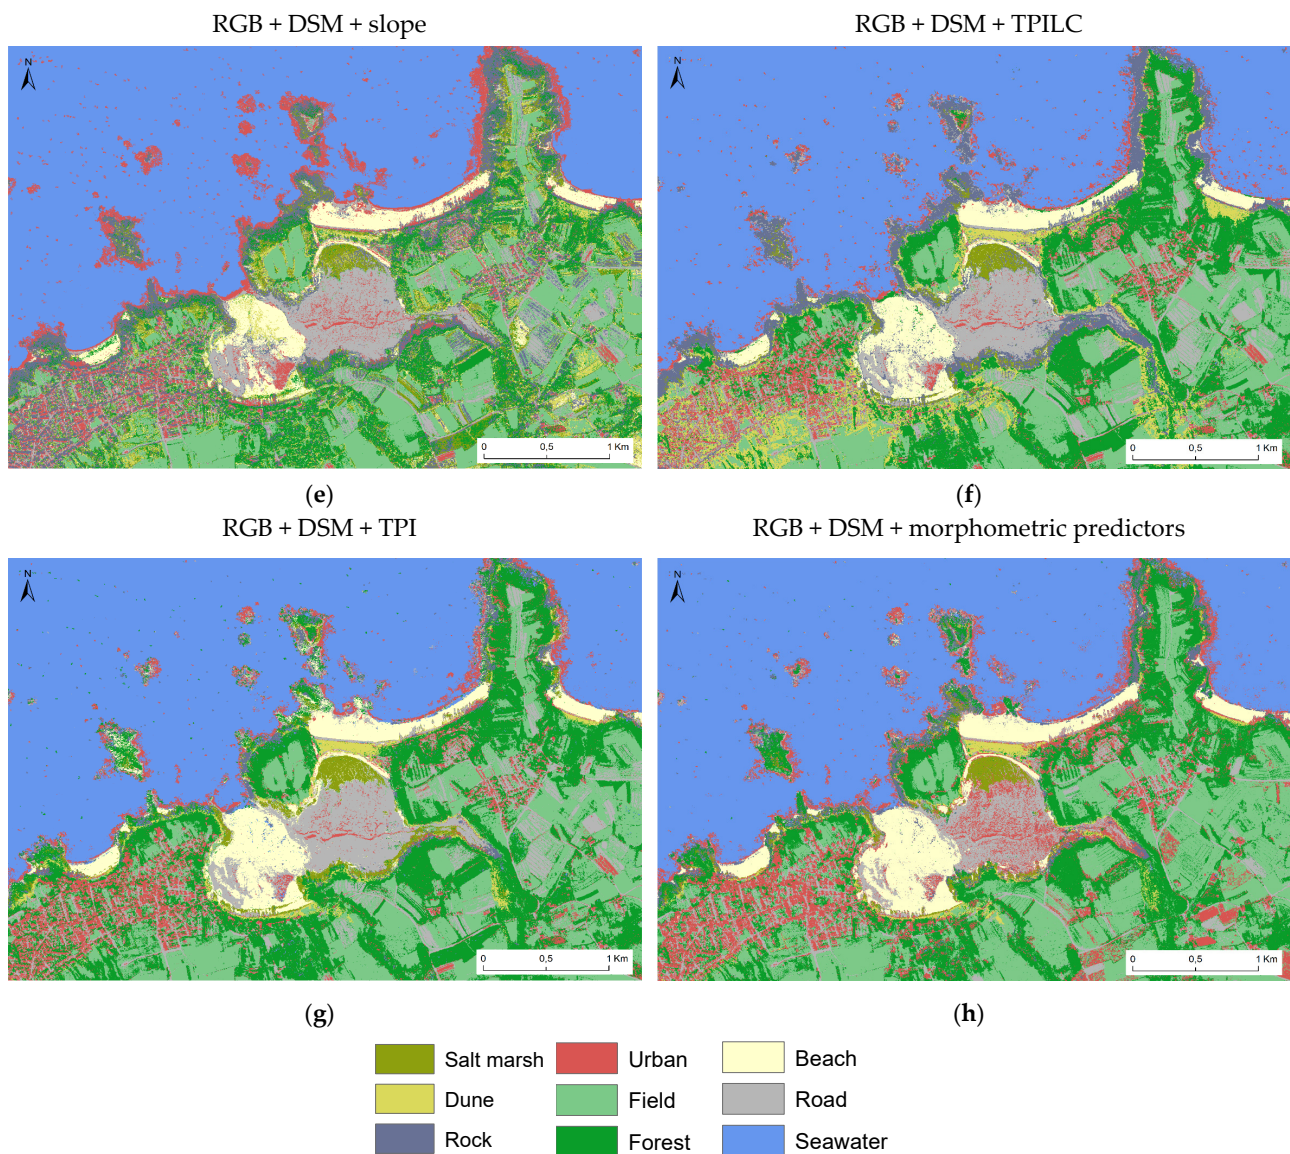 RGB + DSM + slope
RGB + DSM + TPILC
N
N
0 0,5 1 Km
0 0,5 1 Km
(e)
(f)
RGB + DSM + TPI
RGB + DSM + morphometric predictors
N
N
0 0,5 1 Km
0 0,5 1 Km
(g)
(h)
Salt marsh Urban Beach
Dune Field Road
Rock Forest Seawater